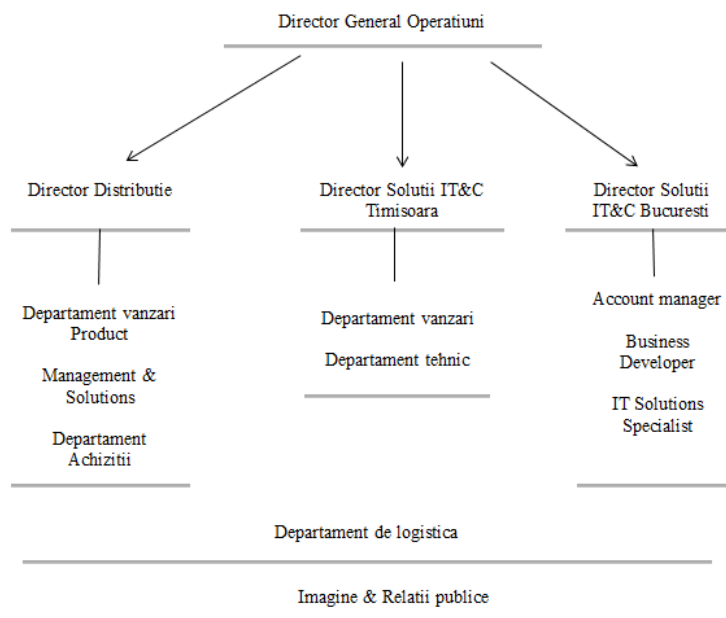 Director General Operatiuni
Director Distributie
Director Solutii IT&C
Timisoara
Director Solutii
IT&C Bucuresti
Departament vanzari
Product
Management &
Solutions
Departament
Achizitii
Departament vanzari
Departament tehnic
Account manager
Business
Developer
IT Solutions
Specialist
Departament de logistica
Imagine & Relatii publice